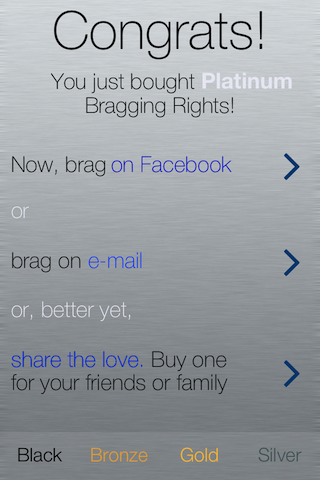 Congrats!
You just bought Platinum
Bragging Rights!
Now, brag on Facebook
or
brag on e-mail
or, better yet,
share the love. Buy one
for your friends or family
Black Bronze Gold Silver